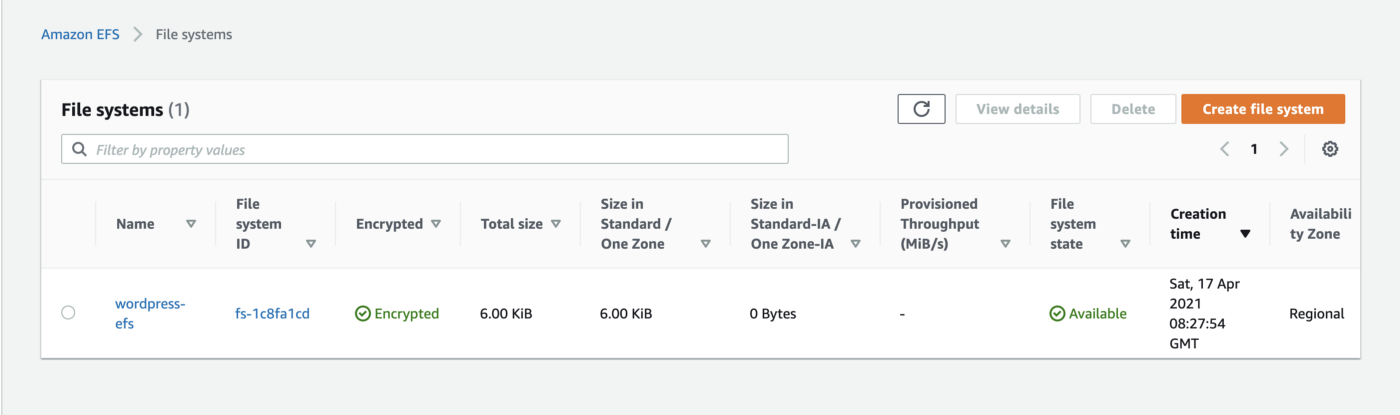 Amazon EFS > File systems
File systems (1)
View details
Delete
Create file system
Filter by property values
1
Name
File
system
ID
Encrypted
Total size
Size in
Standard /
One Zone
Size in
Standard-IA /
One Zone-IA
Provisioned
Throughput
(MiB/s)
File
system
state
Creation
time
Availabili
ty Zone
wordpress-
efs
fs-1c8fa1cd
Encrypted
6.00 KiB
6.00 KiB
0 Bytes
-
Available
Sat, 17 Apr
2021
08:27:54
GMT
Regional